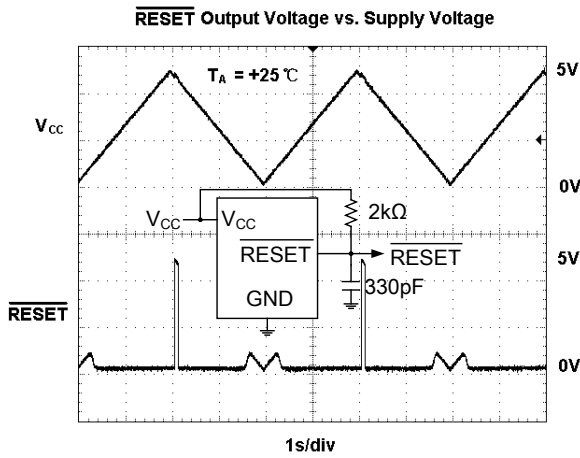 RESET Output Voltage vs. Supply Voltage
TA = +25 ℃
5V
VCC
0V
VCC
VCC
2kΩ
RESET
RESET
5V
330pF
GND
RESET
0V
1s/div